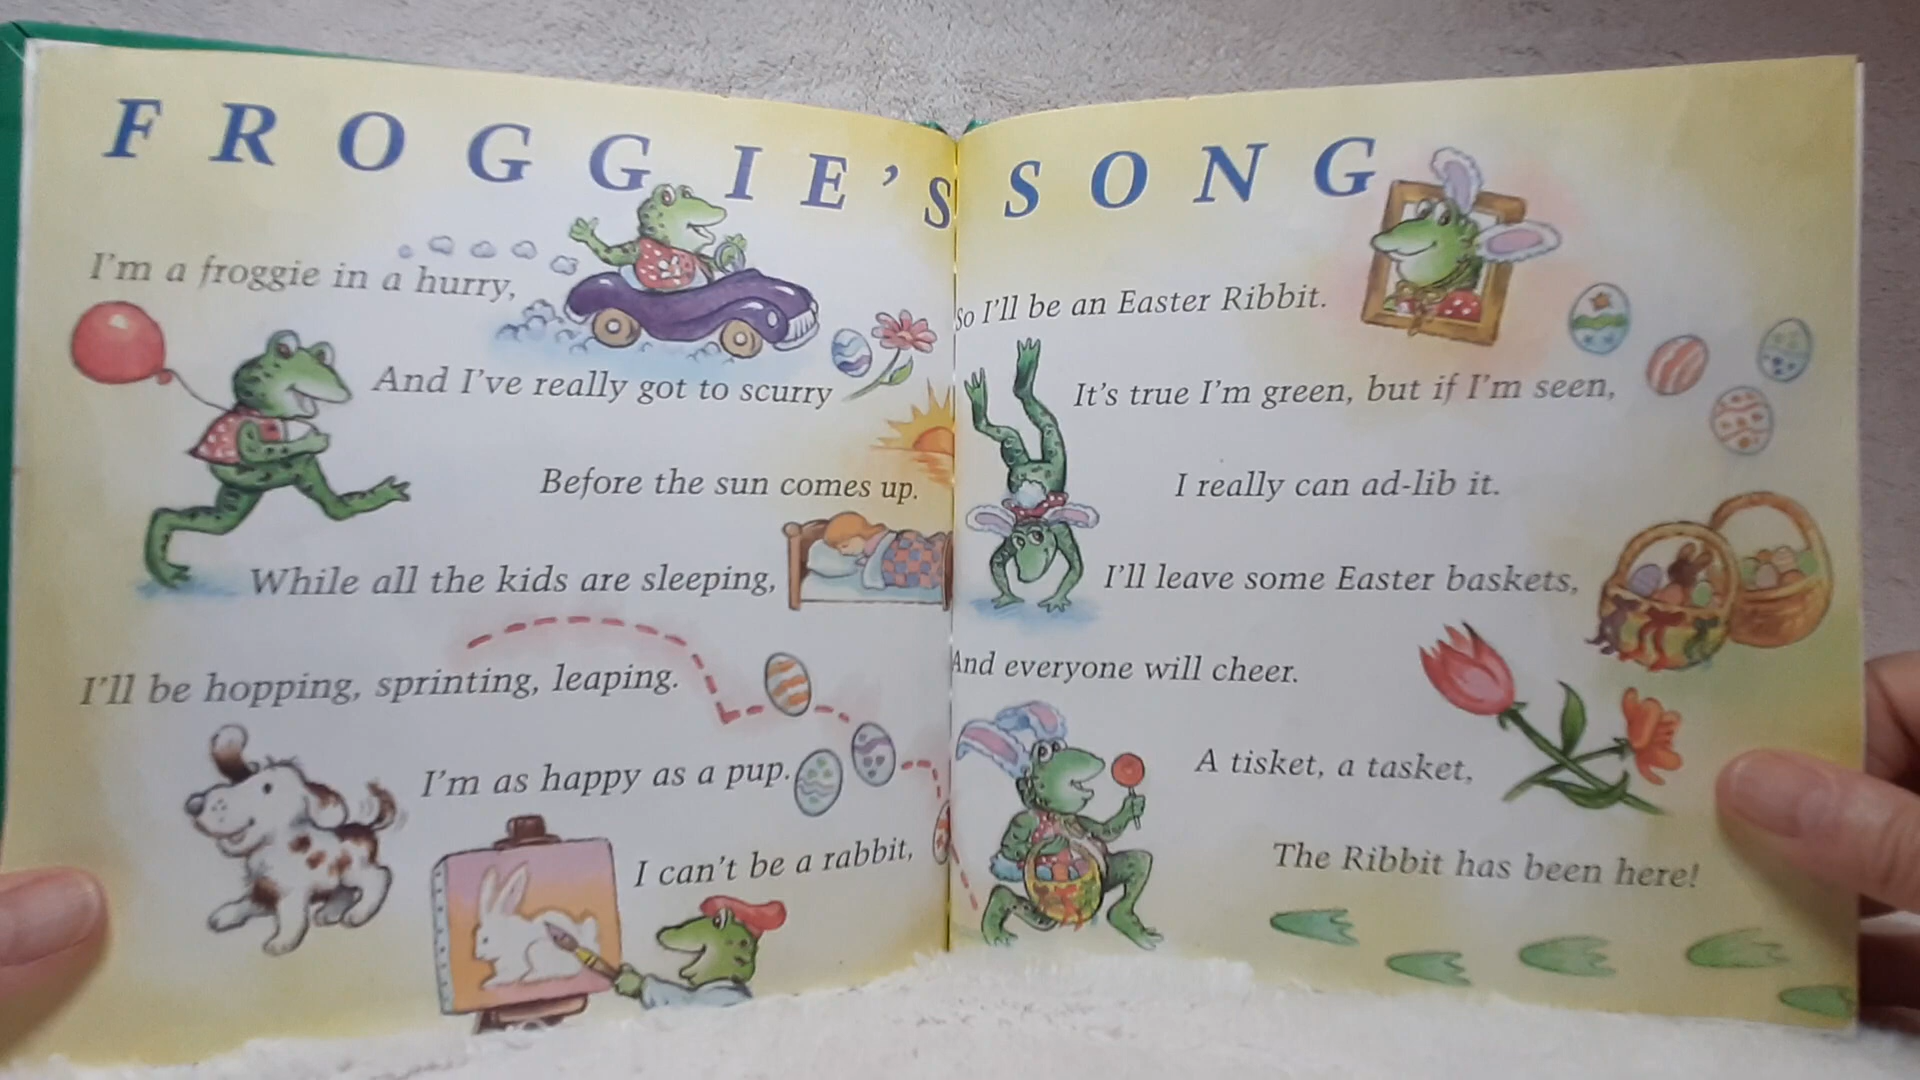 FROGGIE'S SONG
I'm a froggie in a hurry,
And I've really got to scurry
Before the sun comes up.
While all the kids are sleeping,
I'll be hopping, sprinting, leaping.
I'm as happy as a pup.
I can't be a rabbit,
So I'll be an Easter Ribbit.
It's true I'm green, but if I'm seen,
I really can ad-lib it.
I'll leave some Easter baskets,
And everyone will cheer.
A tisket, a tasket,
The Ribbit has been here!